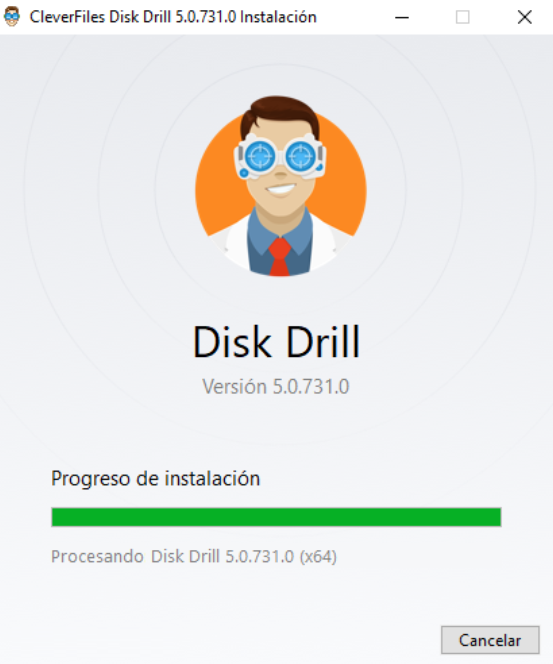 CleverFiles Disk Drill 5.0.731.0 Instalación
Disk Drill
Versión 5.0.731.0
Progreso de instalación
Procesando Disk Drill 5.0.731.0 (x64)
Cancelar